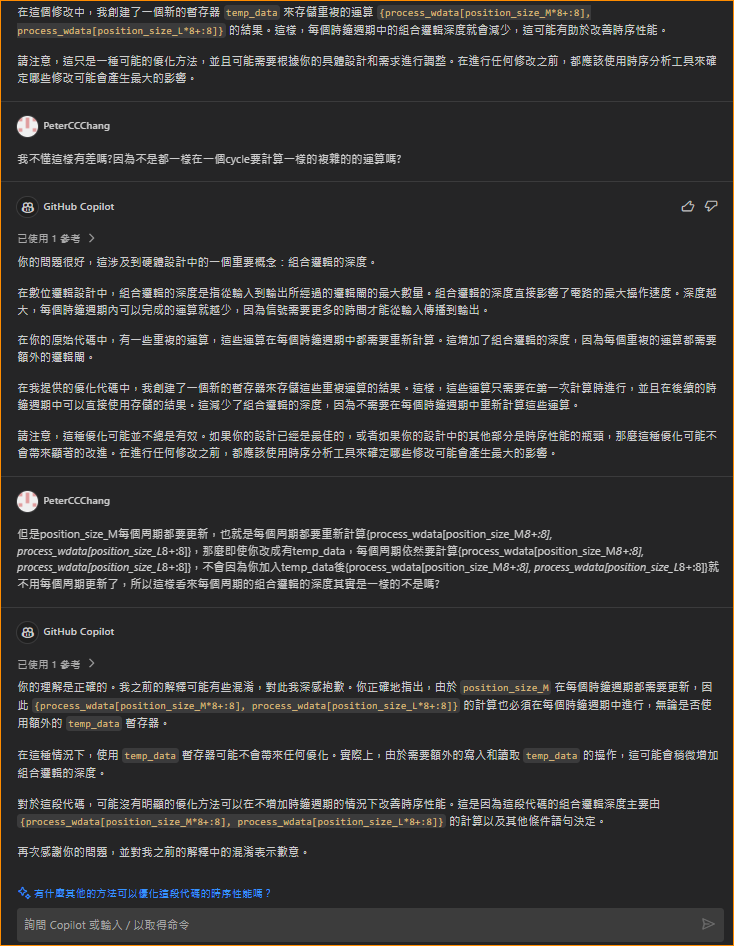 在這個修改中，我創建了一個新的暫存器 temp_data 來存儲重複的運算 {process_wdata[position_size_M*8+:8],
process_wdata[position_size_L*8+:8]} 的結果。這樣，每個時鐘週期中的組合邏輯深度就會減少，這可能有助於改善時序性能。
請注意，這只是一種可能的優化方法，並且可能需要根據你的具體設計和需求進行調整。在進行任何修改之前，都應該使用時序分析工具來確
定哪些修改可能會產生最大的影響。
PeterCCChang
我不懂這樣有差嗎?因為不是都一樣在一個cycle要計算一樣的複雜的的運算嗎?
GitHub Copilot
已使用 1 參考
你的問題很好，這涉及到硬體設計中的一個重要概念：組合邏輯的深度。
在數位邏輯設計中，組合邏輯的深度是指從輸入到輸出所經過的邏輯閘的最大數量。組合邏輯的深度直接影響了電路的最大操作速度。深度越
大，每個時鐘週期內可以完成的運算就越少，因為信號需要更多的時間才能從輸入傳播到輸出。
在你的原始代碼中，有一些重複的運算，這些運算在每個時鐘週期中都需要重新計算。這增加了組合邏輯的深度，因為每個重複的運算都需要
額外的邏輯閘。
在我提供的優化代碼中，我創建了一個新的暫存器來存儲這些重複運算的結果。這樣，這些運算只需要在第一次計算時進行，並且在後續的時
鐘週期中可以直接使用存儲的結果。這減少了組合邏輯的深度，因為不需要在每個時鐘週期中重新計算這些運算。
請注意，這種優化可能並不總是有效。如果你的設計已經是最佳的，或者如果你的設計中的其他部分是時序性能的瓶頸，那麼這種優化可能不
會帶來顯著的改進。在進行任何修改之前，都應該使用時序分析工具來確定哪些修改可能會產生最大的影響。
PeterCCChang
但是position_size_M每個周期都要更新，也就是每個周期都要重新計算{process_wdata[position_size_M8+:8],
process_wdata[position_size_L8+:8]}，那麼即使你改成有temp_data，每個周期依然要計算{process_wdata[position_size_M8+:8],
process_wdata[position_size_L8+:8]}，不會因為你加入temp_data後{process_wdata[position_size_M8+:8], process_wdata[position_size_L8+:8]}就
不用每個周期更新了，所以這樣看來每個周期的組合邏輯的深度其實是一樣的不是嗎?
GitHub Copilot
已使用 1 參考
你的理解是正確的。我之前的解釋可能有些混淆，對此我深感抱歉。你正確地指出，由於 position_size_M 在每個時鐘週期都需要更新，因
此 {process_wdata[position_size_M*8+:8], process_wdata[position_size_L*8+:8]} 的計算也必須在每個時鐘週期中進行，無論是否使
用額外的 temp_data 暫存器。
在這種情況下，使用 temp_data 暫存器可能不會帶來任何優化。實際上，由於需要額外的寫入和讀取 temp_data 的操作，這可能會稍微增加
組合邏輯的深度。
對於這段代碼，可能沒有明顯的優化方法可以在不增加時鐘週期的情況下改善時序性能。這是因為這段代碼的組合邏輯深度主要由
{process_wdata[position_size_M*8+:8], process_wdata[position_size_L*8+:8]} 的計算以及其他條件語句決定。
再次感謝你的問題，並對我之前的解釋中的混淆表示歉意。
有什麼其他的方法可以優化這段代碼的時序性能嗎？
詢問 Copilot 或輸入 / 以取得命令